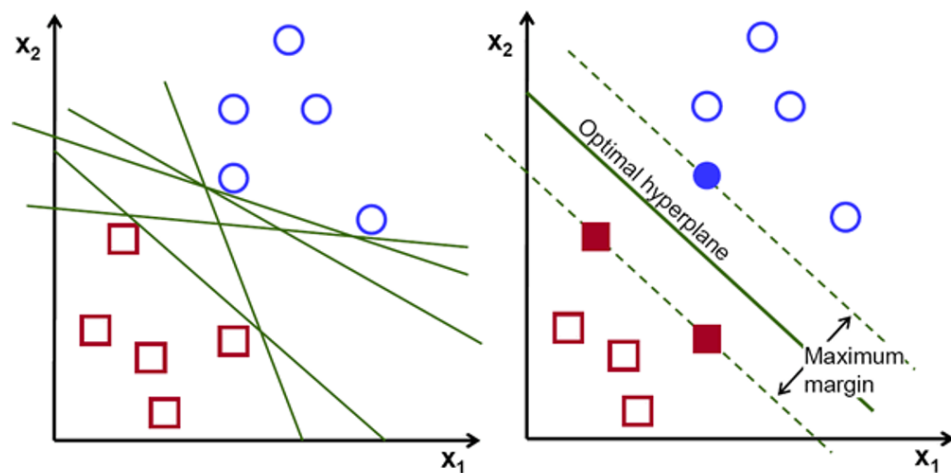 x₂
x₁
x₂
Optimal hyperplane
Maximum
margin
x₁